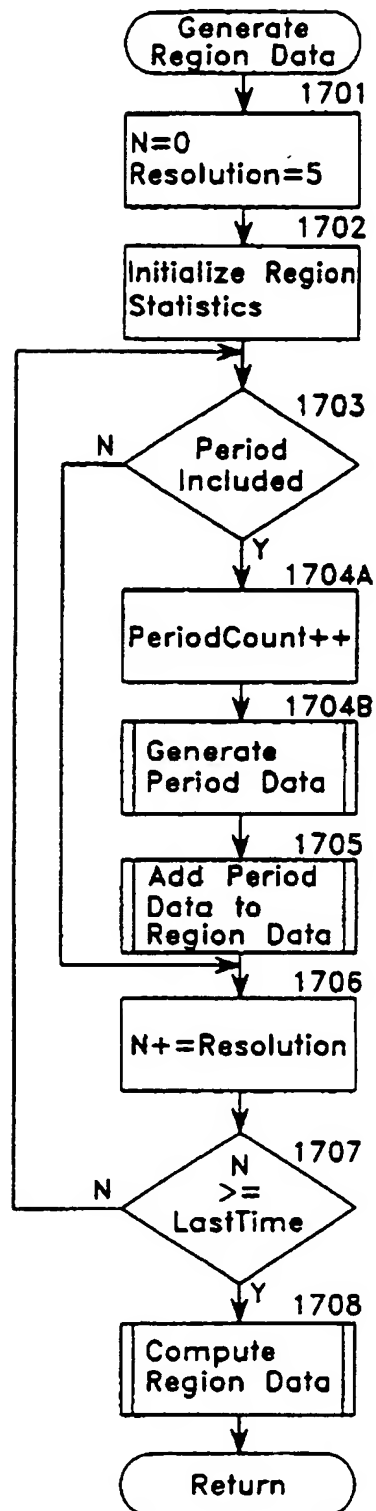 Generate
Region Data
1701
N=0
Resolution=5
1702
Initialize Region
Statistics
1703
N
Period
Included
Y
1704A
PeriodCount++
1704B
Generate
Period Data
1705
Add Period
Data to
Region Data
1706
N+=Resolution
1707
N
N
>=
LastTime
Y
1708
Compute
Region Data
Return